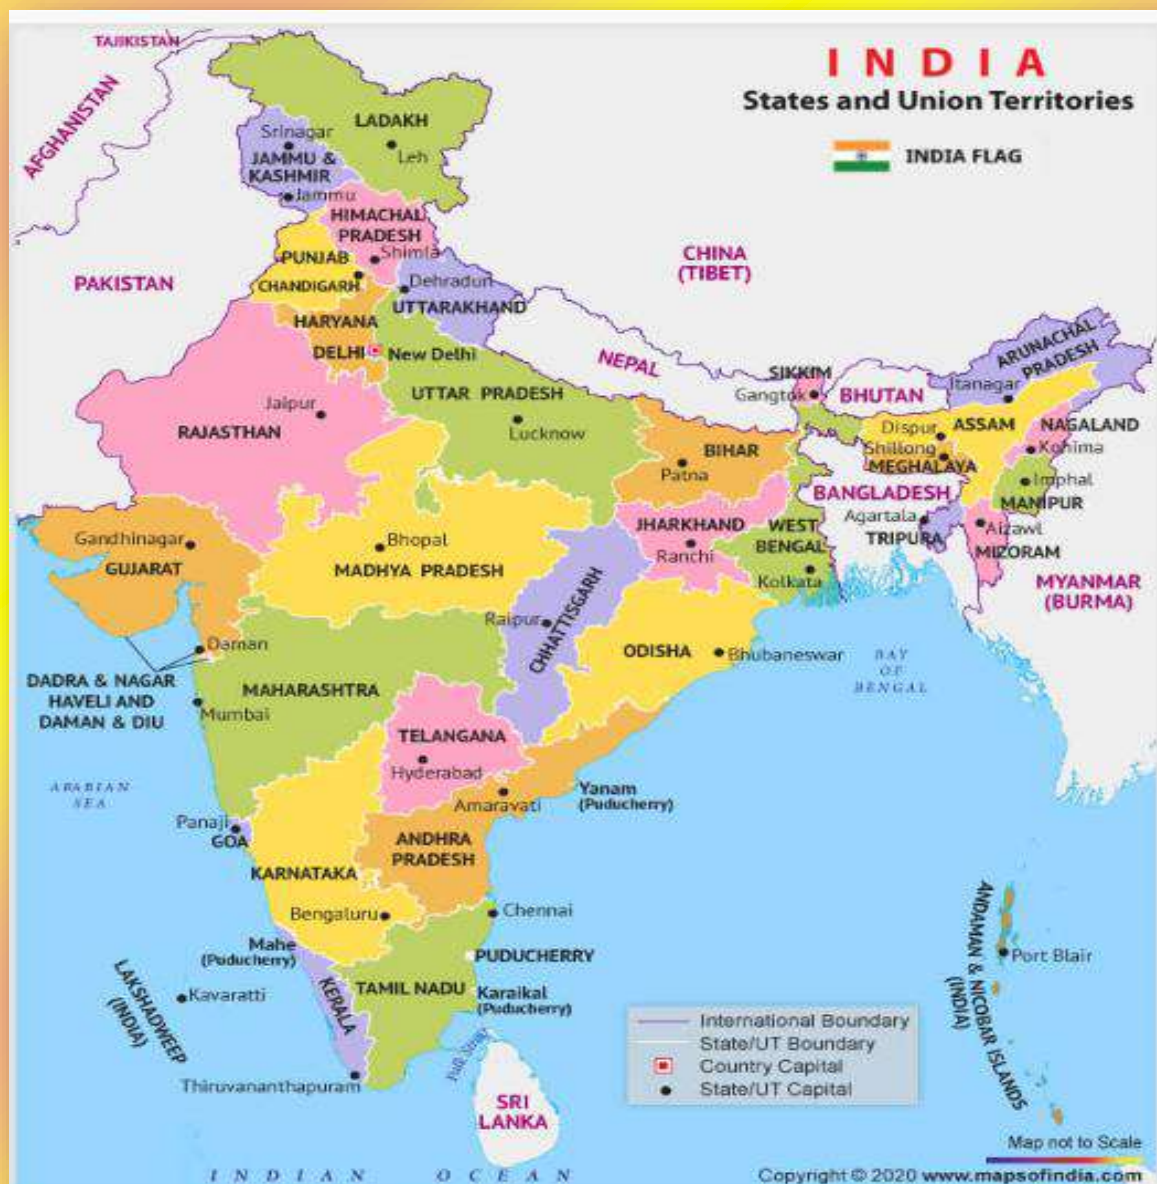 INDIA
States and Union Territories
INDIA FLAG
TAJIKISTAN
AFGHANISTAN
PAKISTAN
CHINA
(TIBET)
NEPAL
BHUTAN
BANGLADESH
MYANMAR
(BURMA)
SRI
LANKA
LADAKH
Leh
Srinagar
JAMMU &
KASHMIR
Jammu
HIMACHAL
PRADESH
Shimla
PUNJAB
CHANDIGARH
Dehradun
UTTARAKHAND
HARYANA
DELHI
New Delhi
UTTAR PRADESH
Lucknow
Jaipur
RAJASTHAN
BIHAR
Patna
SIKKIM
Gangtok
ARUNACHAL
PRADESH
Itanagar
Dispur
ASSAM
NAGALAND
Kohima
Shillong
MEGHALAYA
Imphal
MANIPUR
Agartala
TRIPURA
Aizawl
MIZORAM
JHARKHAND
Ranchi
WEST
BENGAL
Kolkata
Gandhinagar
GUJARAT
Bhopal
MADHYA PRADESH
CHHATTISGARH
Raipur
ODISHA
Bhubaneswar
BAY
OF
BENGAL
Daman
DADRA & NAGAR
HAVELI AND
DAMAN & DIU
MAHARASHTRA
Mumbai
TELANGANA
Hyderabad
ARABIAN
SEA
Amaravati
Yanam
(Puducherry)
Panaji
GOA
ANDHRA
PRADESH
KARNATAKA
Bengaluru
Chennai
Mahe
(Puducherry)
PUDUCHERRY
KERALA
TAMIL NADU
Karaikal
(Puducherry)
LAKSHADWEEP
(INDIA)
Kavaratti
Thiruvananthapuram
Palk Strait
ANDAMAN & NICOBAR ISLANDS
(INDIA)
Port Blair
International Boundary
State/UT Boundary
Country Capital
State/UT Capital
INDIAN OCEAN
Map not to Scale
Copyright © 2020 www.mapsofindia.com